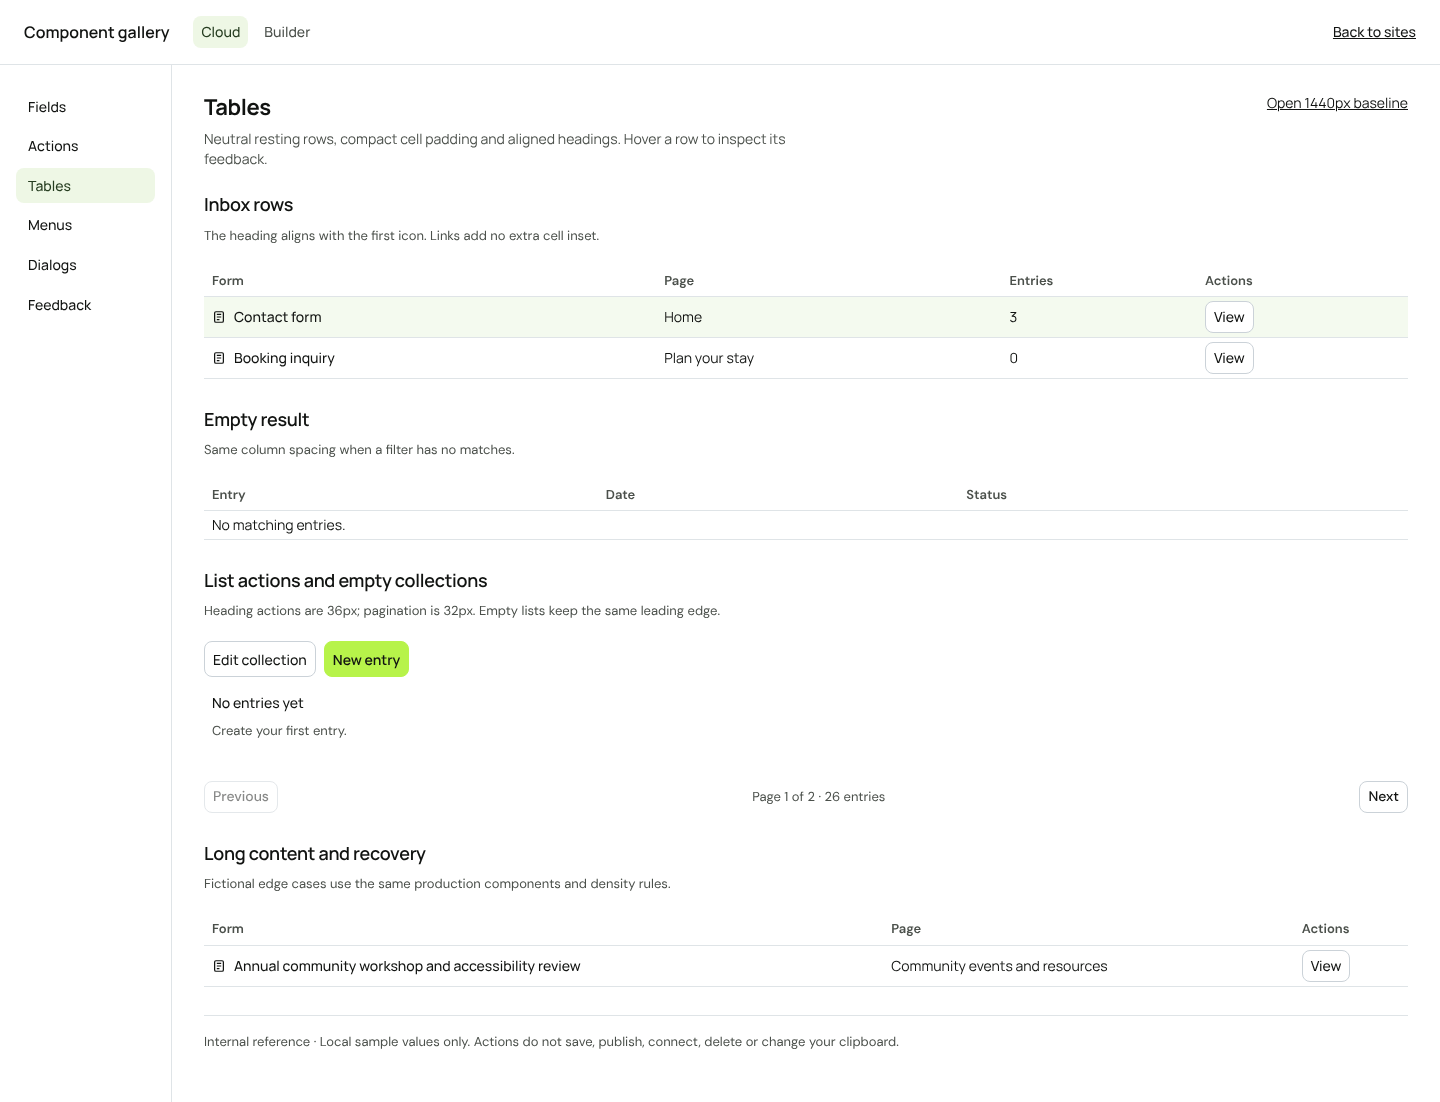 Component gallery
Cloud
Builder
Back to sites
Fields
Actions
Tables
Menus
Dialogs
Feedback
Tables
Open 1440px baseline
Neutral resting rows, compact cell padding and aligned headings. Hover a row to inspect its
feedback.
Inbox rows
The heading aligns with the first icon. Links add no extra cell inset.
Form Page Entries Actions
Contact form Home 3 View
Booking inquiry Plan your stay 0 View
Empty result
Same column spacing when a filter has no matches.
Entry Date Status
No matching entries.
List actions and empty collections
Heading actions are 36px; pagination is 32px. Empty lists keep the same leading edge.
Edit collection New entry
No entries yet
Create your first entry.
Previous Page 1 of 2 · 26 entries Next
Long content and recovery
Fictional edge cases use the same production components and density rules.
Form Page Actions
Annual community workshop and accessibility review Community events and resources View
Internal reference · Local sample values only. Actions do not save, publish, connect, delete or change your clipboard.